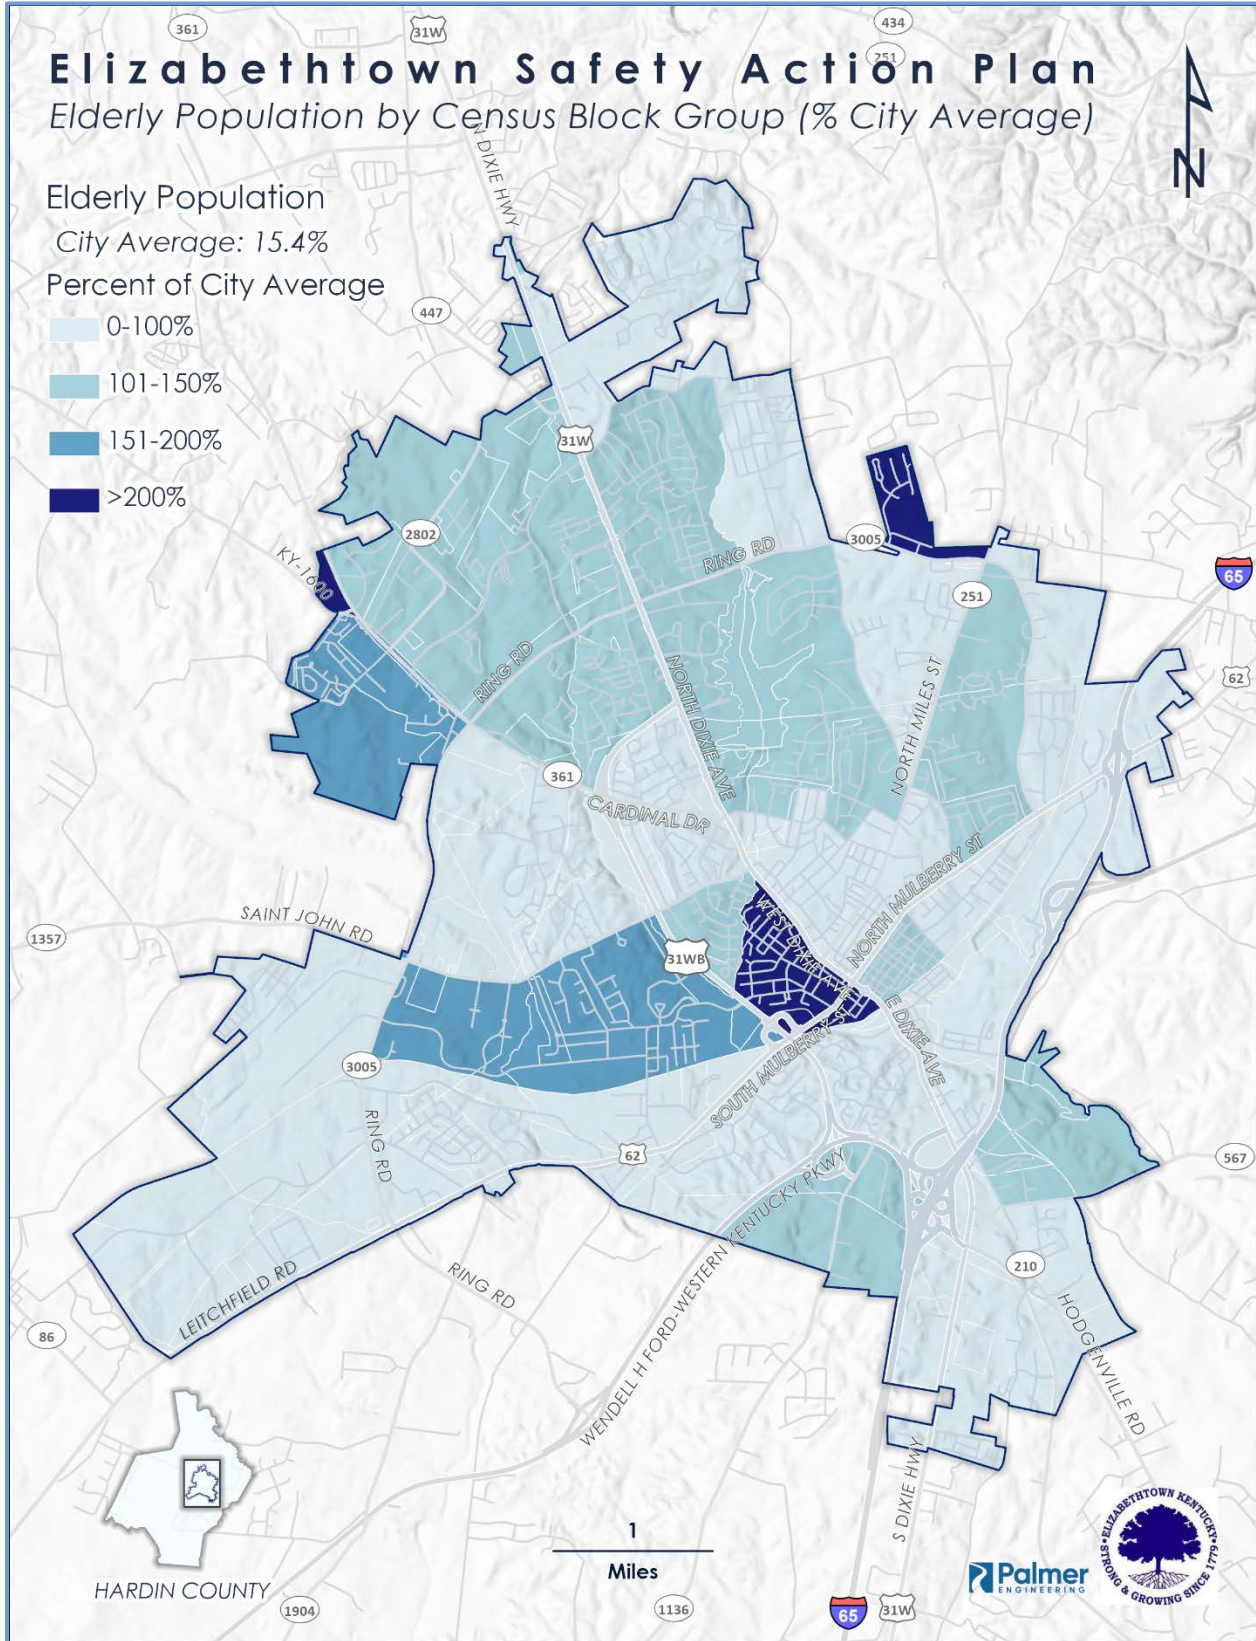 361
31W
434
251
Elizabethtown Safety Action Plan
Elderly Population by Census Block Group (% City Average)
N
N DIXIE HWY
Elderly Population
City Average: 15.4%
Percent of City Average
0-100%
101-150%
151-200%
>200%
447
31W
2802
KY-1600
3005
RING RD
65
251
62
RING RD
NORTH DIXIE AVE
NORTH MILES ST
361
CARDINAL DR
NORTH MULBERRY ST
SAINT JOHN RD
1357
31WB
WEST DIXIE AVE
E DIXIE AVE
3005
SOUTH MULBERRY ST
RING RD
62
567
WENDELL H FORD-WESTERN KENTUCKY PKWY
210
LEITCHFIELD RD
RING RD
HODGENVILLE RD
86
S DIXIE HWY
HARDIN COUNTY
1
Miles
Palmer
ENGINEERING
ELIZABETHTOWN KENTUCKY
STRONG & GROWING SINCE 1779
1904
1136
65
31W